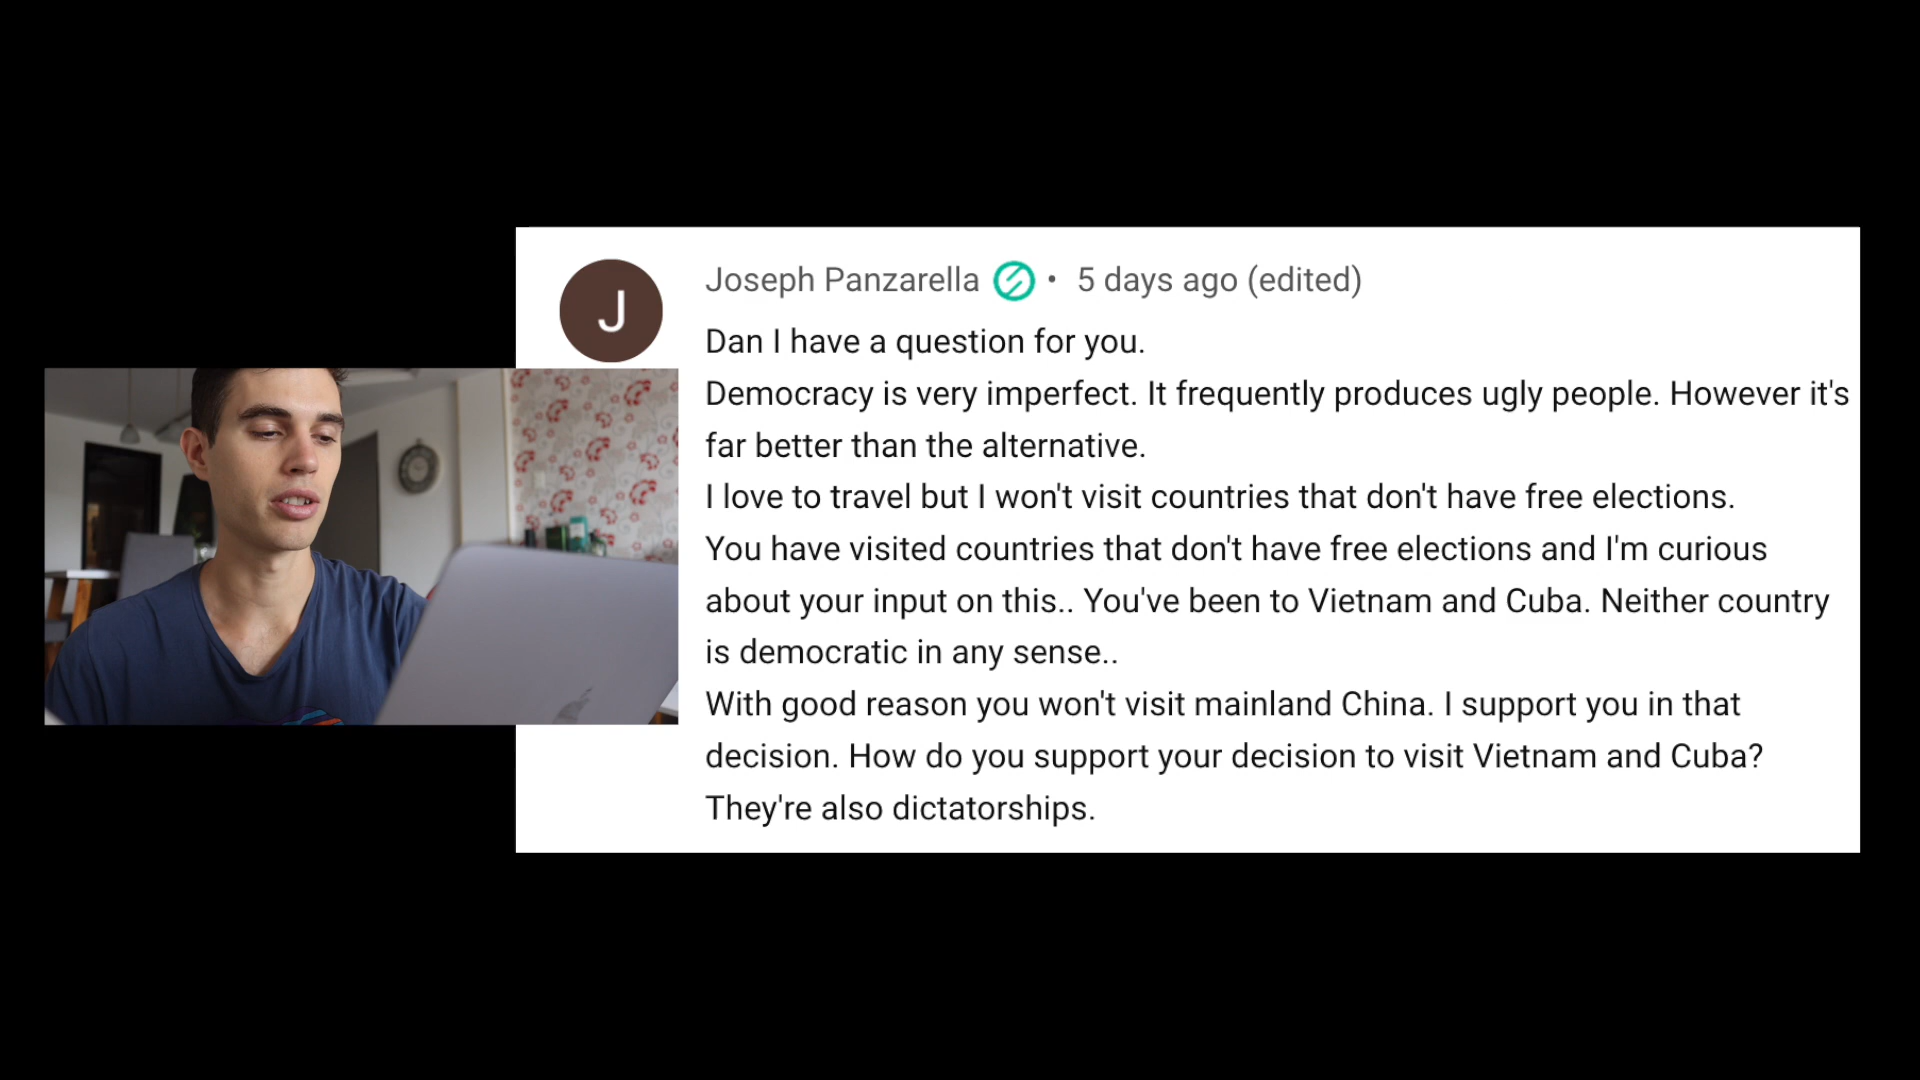 J
Joseph Panzarella • 5 days ago (edited)
Dan I have a question for you.
Democracy is very imperfect. It frequently produces ugly people. However it's
far better than the alternative.
I love to travel but I won't visit countries that don't have free elections.
You have visited countries that don't have free elections and I'm curious
about your input on this.. You've been to Vietnam and Cuba. Neither country
is democratic in any sense..
With good reason you won't visit mainland China. I support you in that
decision. How do you support your decision to visit Vietnam and Cuba?
They're also dictatorships.